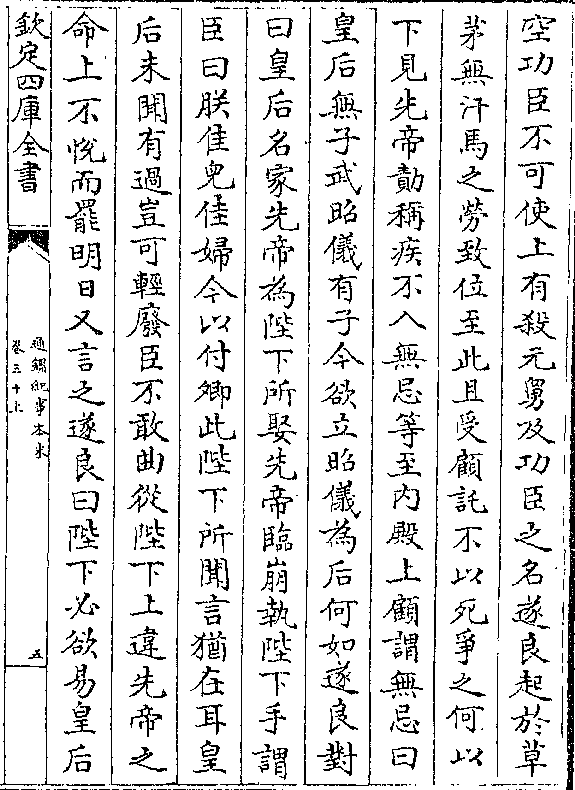 空功臣不可使上有殺元舅及功臣之名遂良起於草
茅無汗馬之勞致位至此且受顧託不以死爭之何以
下見先帝勣稱疾不入無忌等至内殿上顧謂無忌曰
皇后無子武昭儀有子今欲立昭儀為后何如遂良對
曰皇后名家先帝為陛下所娶先帝臨崩執陛下手謂
臣曰朕佳兒佳婦今以付卿此陛下所聞言猶在耳皇
后未聞有過豈可輕廢臣不敢曲從陛下上違先帝之
命上不悅而罷明日又言之遂良曰陛下必欲易皇后
欽定四庫全書
通鑑紀事本末
卷三十上
五